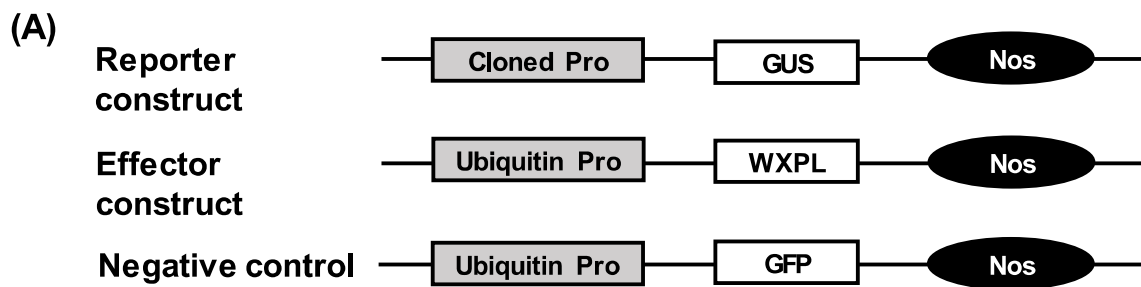 (A)
Reporter construct
Cloned Pro
GUS
Nos
Effector construct
Ubiquitin Pro
WXPL
Nos
Negative control
Ubiquitin Pro
GFP
Nos